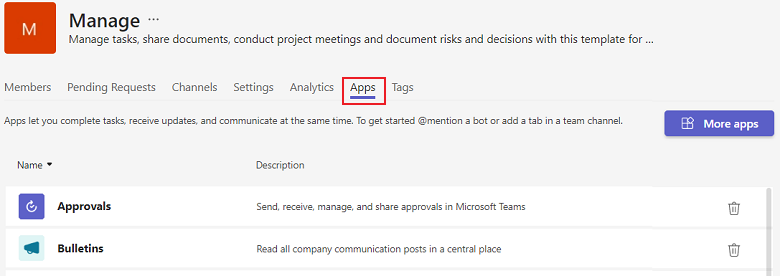 M
Manage ...
Manage tasks, share documents, conduct project meetings and document risks and decisions with this template for ...
Members Pending Requests Channels Settings Analytics Apps Tags
Apps let you complete tasks, receive updates, and communicate at the same time. To get started @mention a bot or add a tab in a team channel.
More apps
Name Description
Approvals Send, receive, manage, and share approvals in Microsoft Teams
Bulletins Read all company communication posts in a central place